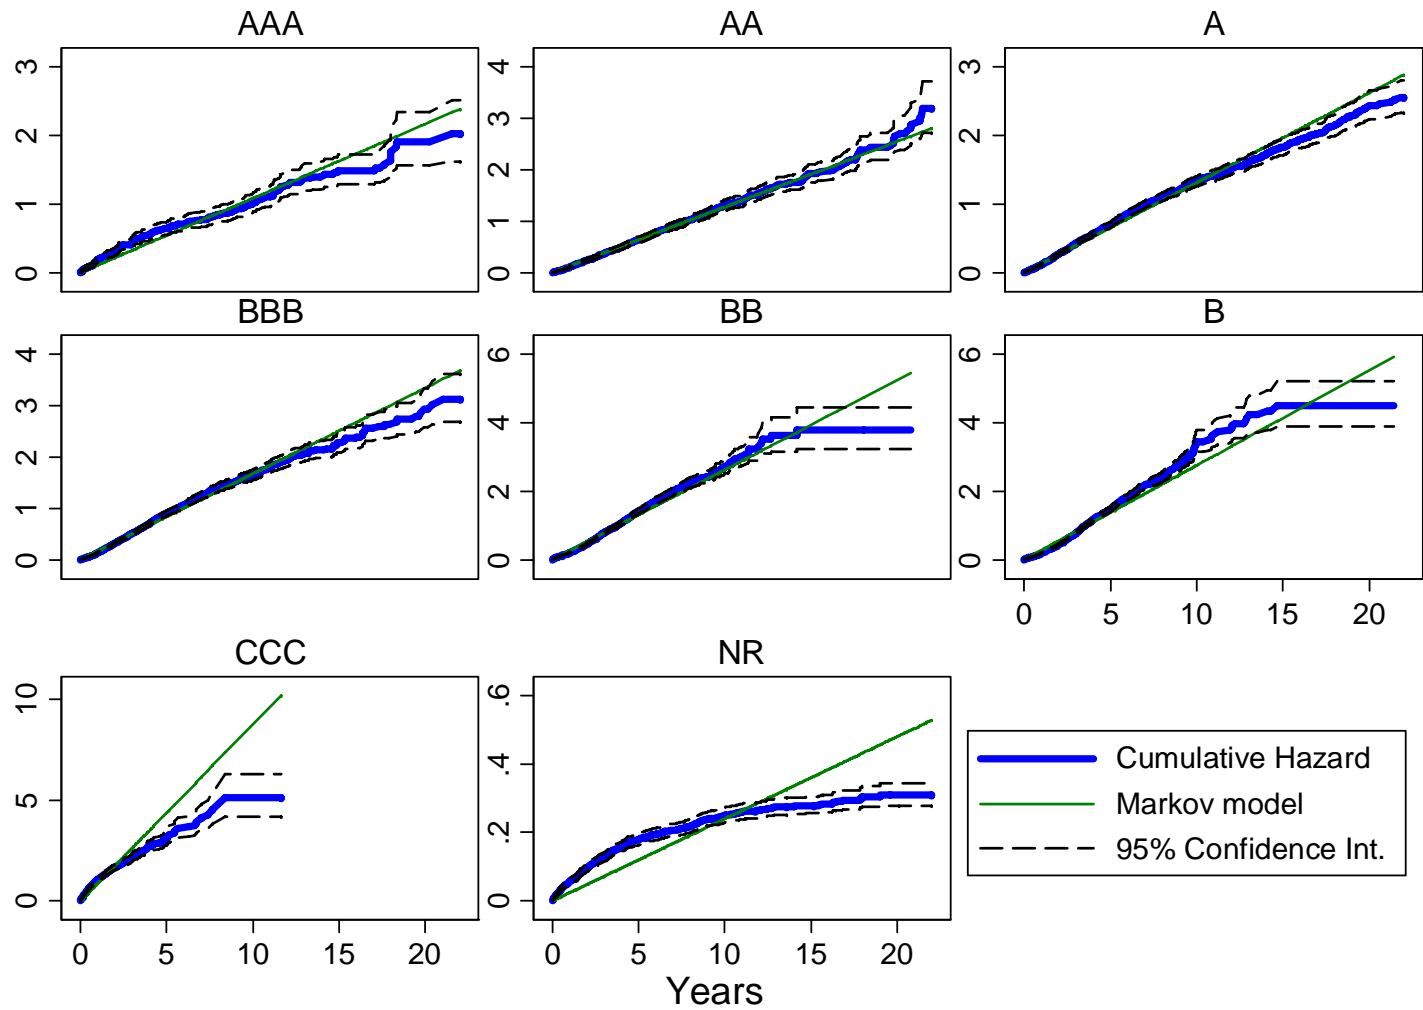 AAA
AA
A
0 1 2 3
0 1 2 3 4
0 1 2 3
BBB
BB
B
0 1 2 3 4
0 2 4 6
0 2 4 6
0 5 10 15 20
CCC
NR
0 5 10
0 .2 .4 .6
Cumulative Hazard
Markov model
95% Confidence Int.
0 5 10 15 20
0 5 10 15 20
Years